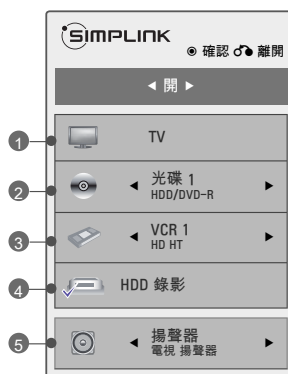 SIMPLINK
◉ 確認 離開
◀ 開 ▶
1 TV
2 ◀ 光碟 1 ▶
HDD/DVD-R
3 ◀ VCR 1 ▶
HD HT
4 HDD 錄影
5 ◀ 揚聲器 ▶
電視 揚聲器